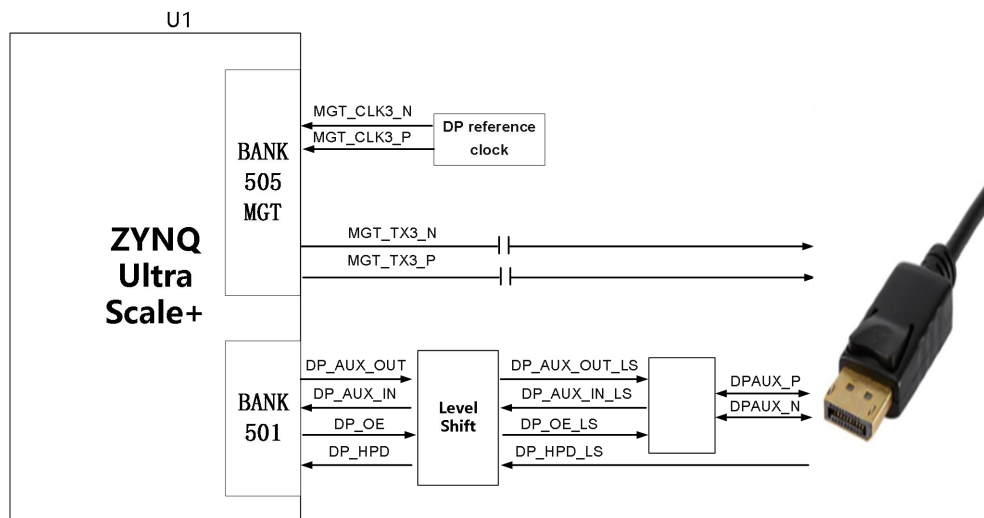 U1
MGT_CLK3_N
MGT_CLK3_P
DP reference
clock
BANK
505
MGT
MGT_TX3_N
MGT_TX3_P
ZYNQ
Ultra
Scale+
BANK
501
DP_AUX_OUT
DP_AUX_IN
DP_OE
DP_HPD
Level
Shift
DP_AUX_OUT_LS
DP_AUX_IN_LS
DP_OE_LS
DP_HPD_LS
DPAUX_P
DPAUX_N